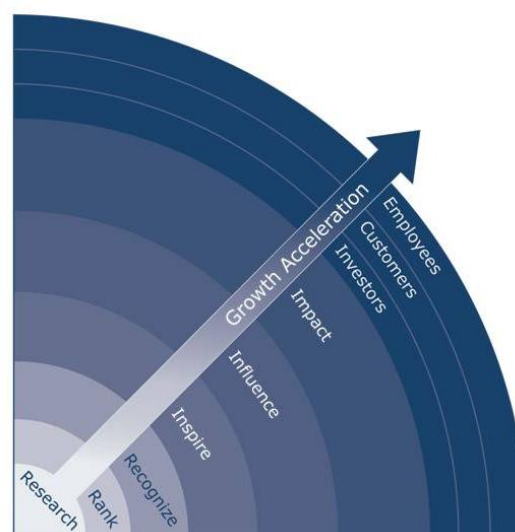 Employees
Customers
Investors
Growth Acceleration
Impact
Influence
Inspire
Recognize
Rank
Research